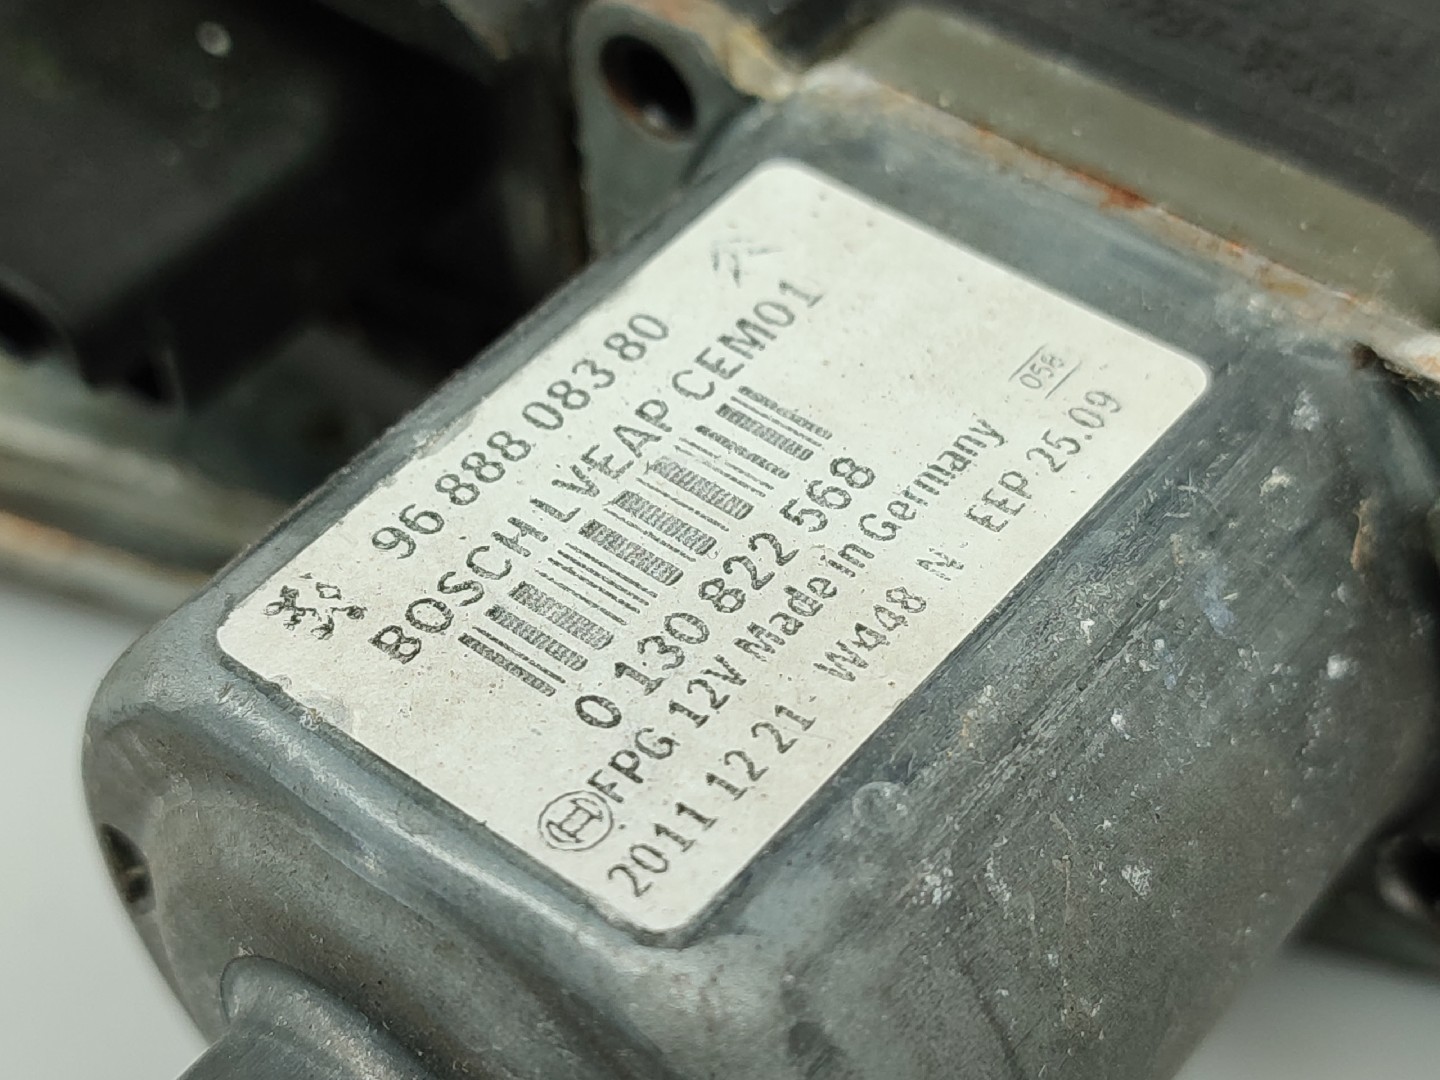 96 888 083 80
BOSCH LVEAP CEM01
0 130 822 568
FPG 12V Made in Germany
058
2011 12 21- W448 N - EEP 25.09